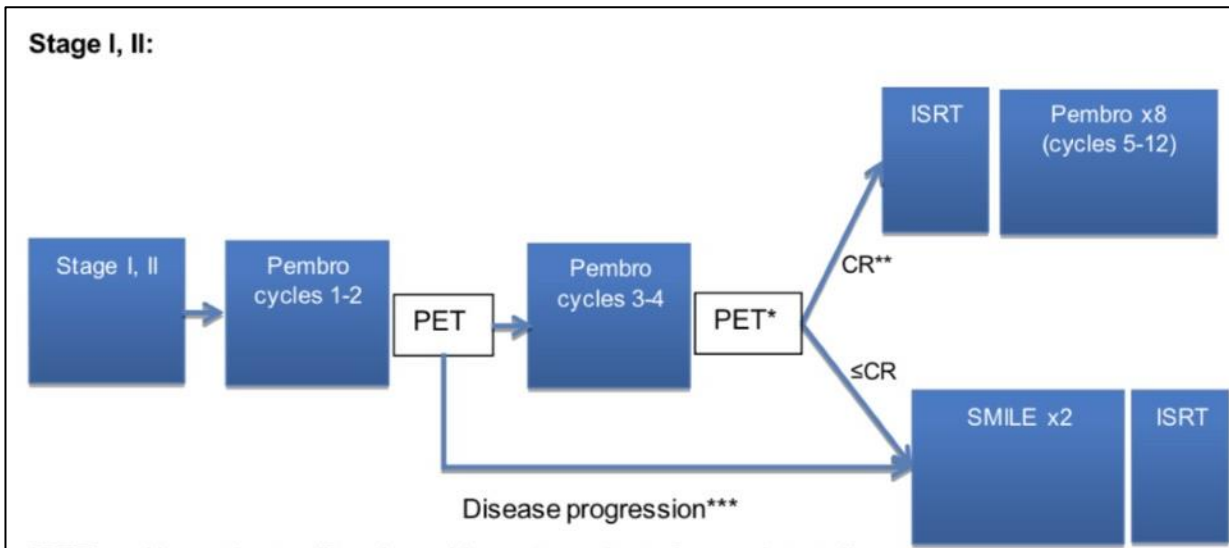 Stage I, II:
ISRT
Pembro x8
(cycles 5-12)
Stage I, II
Pembro
cycles 1-2
PET
Pembro
cycles 3-4
PET*
CR**
≤CR
SMILE x2
ISRT
Disease progression***